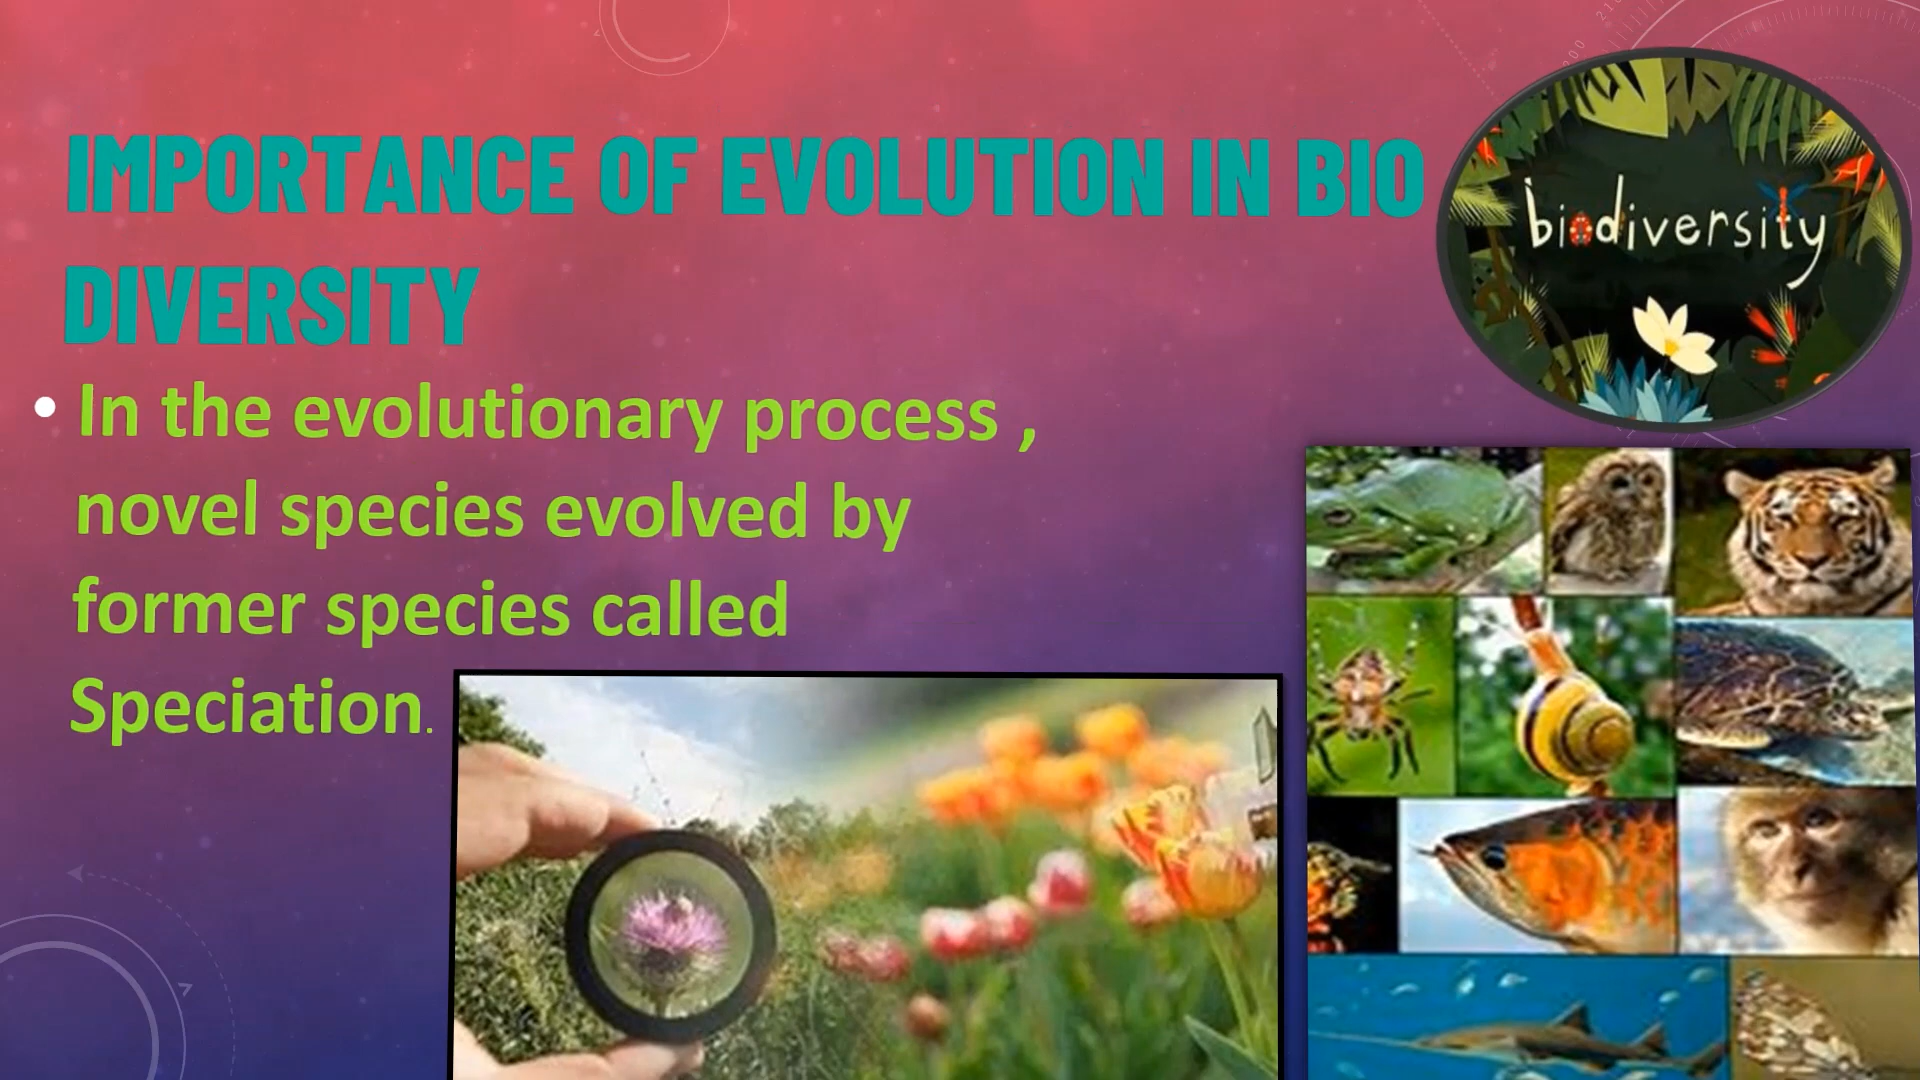 IMPORTANCE OF EVOLUTION IN BIO
DIVERSITY
biodiversity
• In the evolutionary process ,
novel species evolved by
former species called
Speciation.